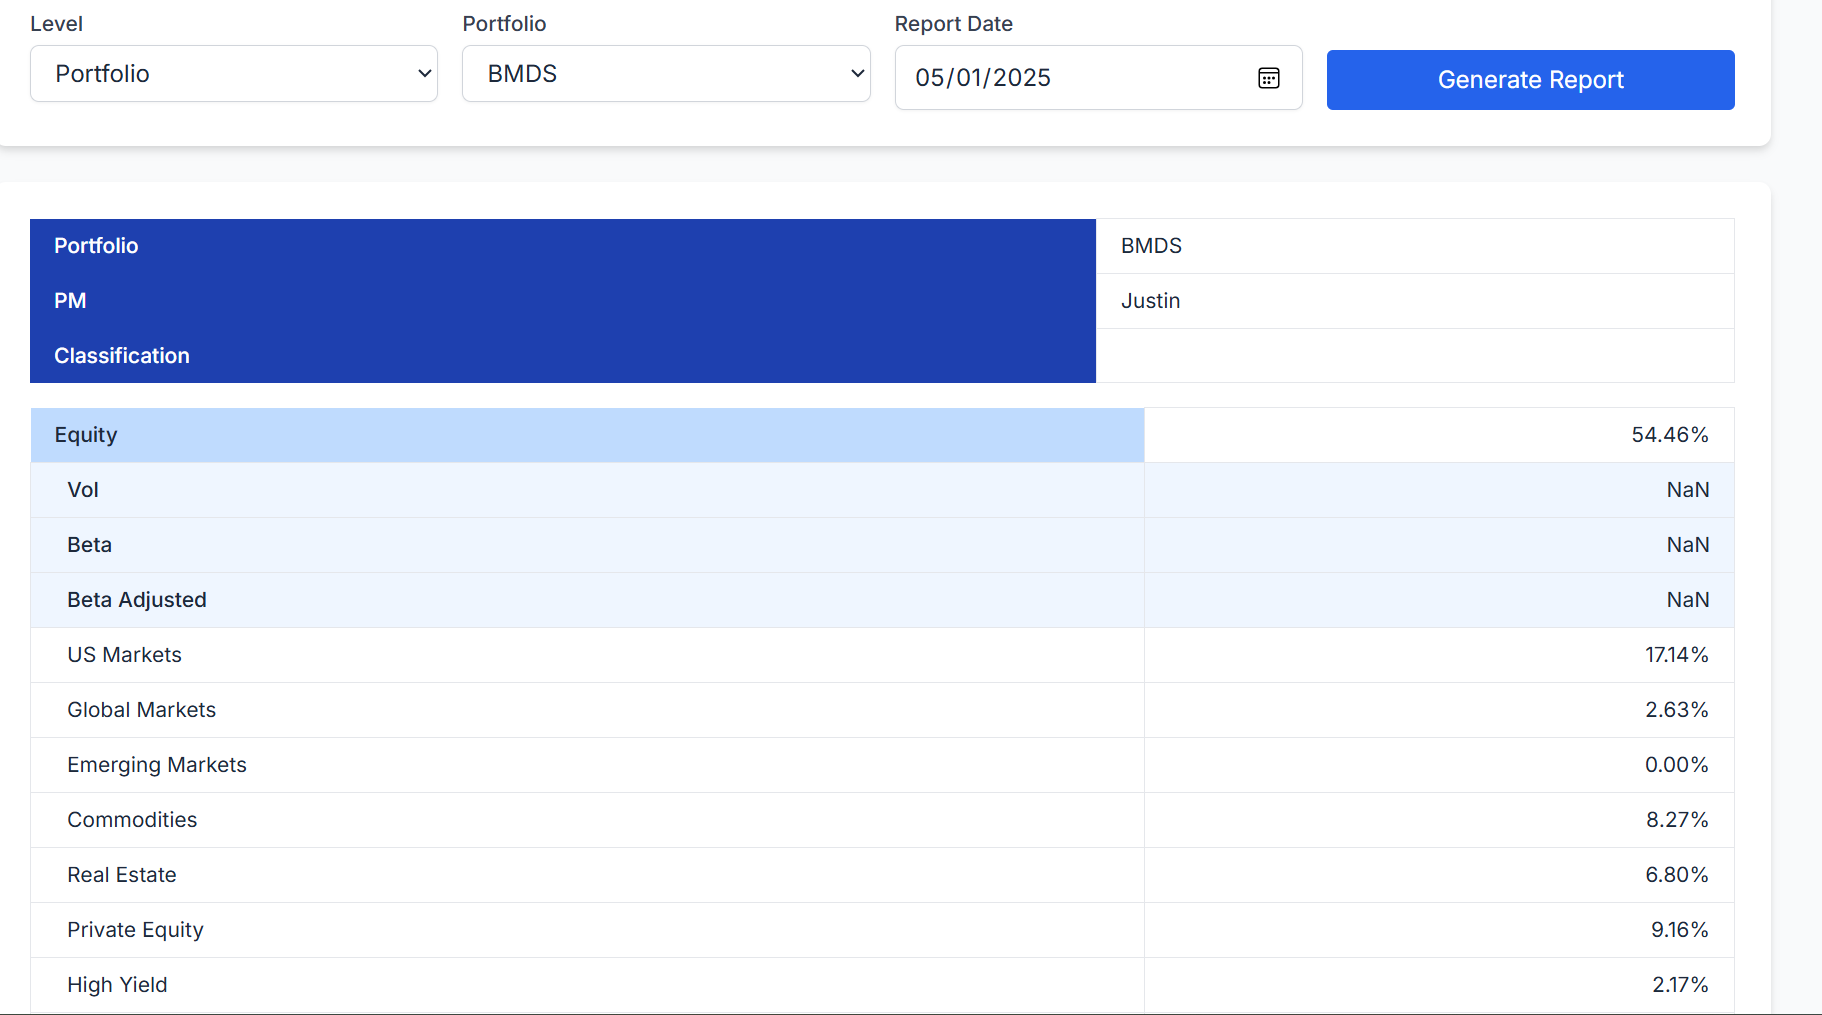 Level Portfolio Report Date
Portfolio BMDS 05/01/2025 Generate Report
Portfolio BMDS
PM Justin
Classification
Equity 54.46%
Vol NaN
Beta NaN
Beta Adjusted NaN
US Markets 17.14%
Global Markets 2.63%
Emerging Markets 0.00%
Commodities 8.27%
Real Estate 6.80%
Private Equity 9.16%
High Yield 2.17%